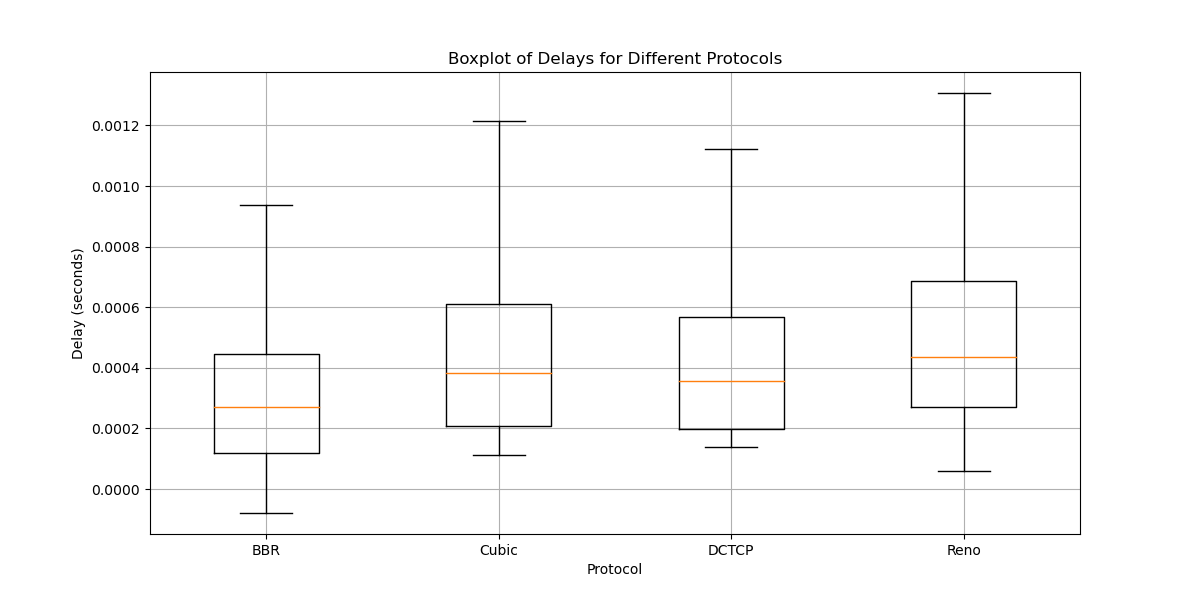 Boxplot of Delays for Different Protocols
Delay (seconds)
0.0012
0.0010
0.0008
0.0006
0.0004
0.0002
0.0000
BBR Cubic DCTCP Reno
Protocol